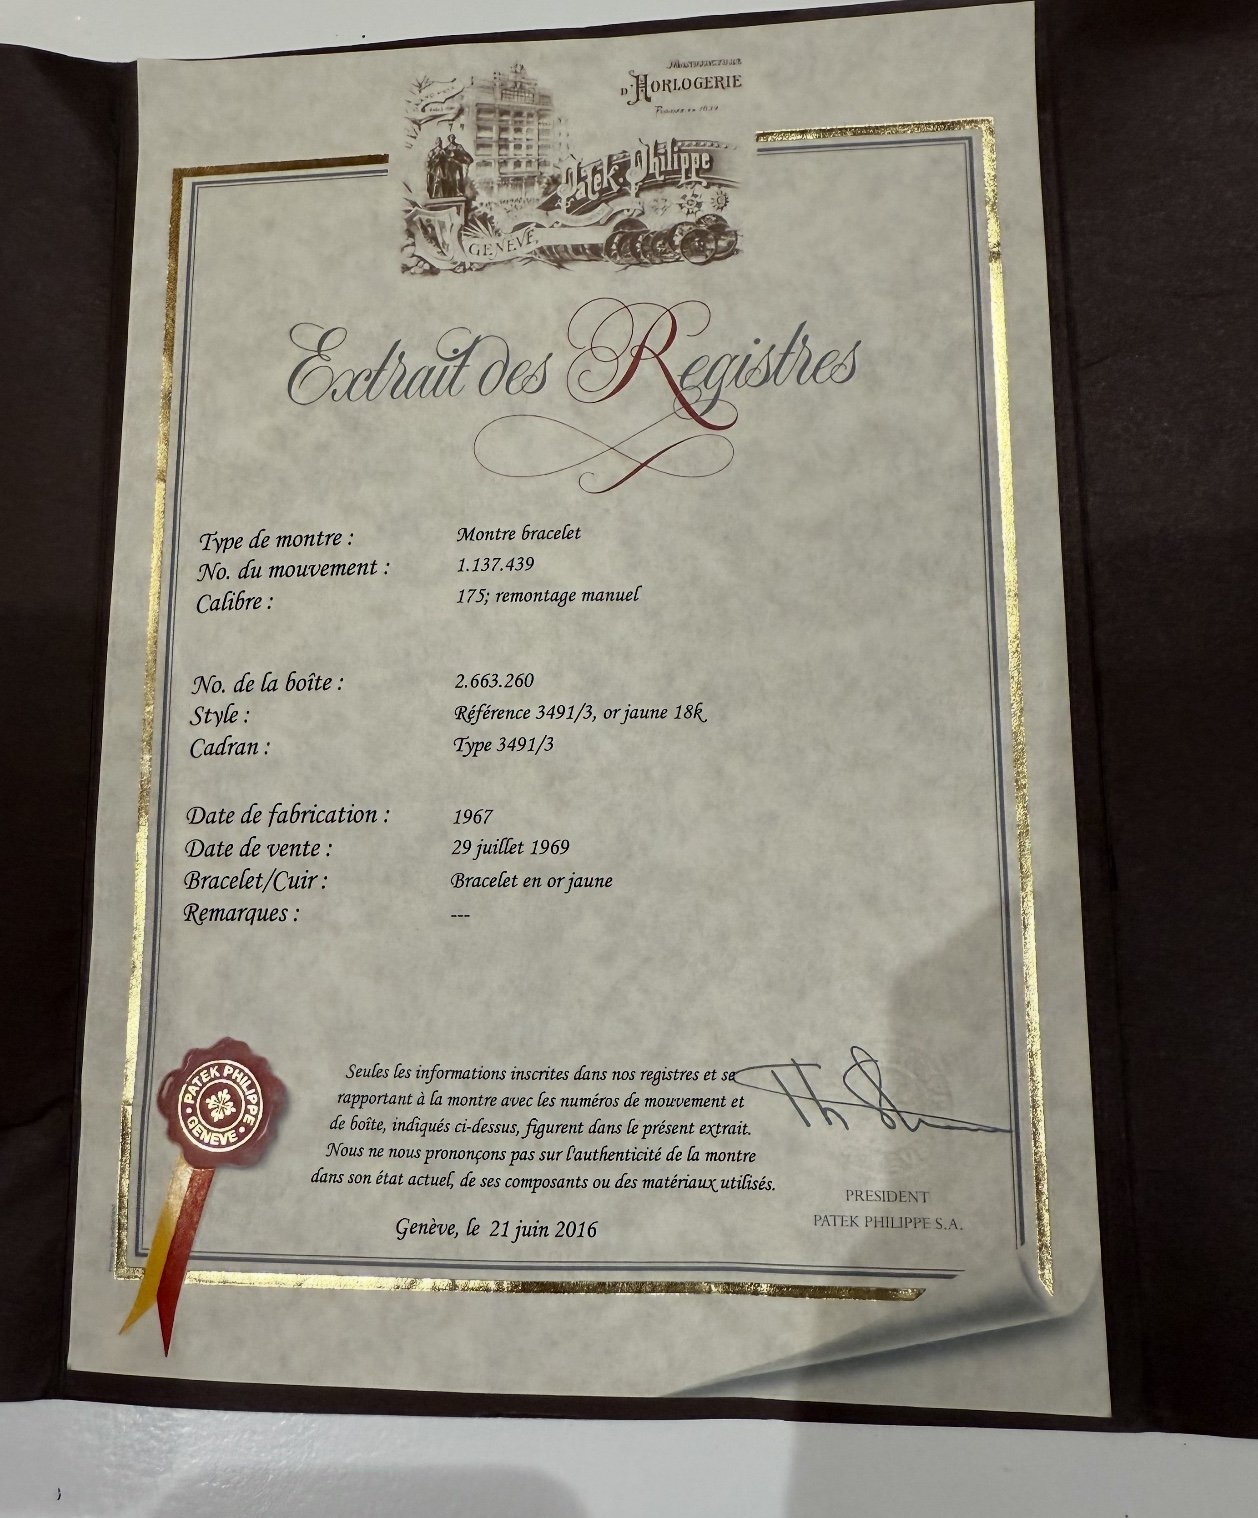 MANUFACTURE
D'HORLOGERIE
Patek Philippe
GENÈVE
Extrait des Registres
Type de montre : Montre bracelet
No. du mouvement : 1.137.439
Calibre : 175; remontage manuel
No. de la boîte : 2.663.260
Style : Référence 3491/3, or jaune 18k
Cadran : Type 3491/3
Date de fabrication : 1967
Date de vente : 29 juillet 1969
Bracelet/Cuir : Bracelet en or jaune
Remarques : ---
Seules les informations inscrites dans nos registres et se
rapportant à la montre avec les numéros de mouvement et
de boîte, indiqués ci-dessus, figurent dans le présent extrait.
Nous ne nous prononçons pas sur l'authenticité de la montre
dans son état actuel, de ses composants ou des matériaux utilisés.
Genève, le 21 juin 2016
PATEK PHILIPPE
GENEVE
PRESIDENT
PATEK PHILIPPE S.A.